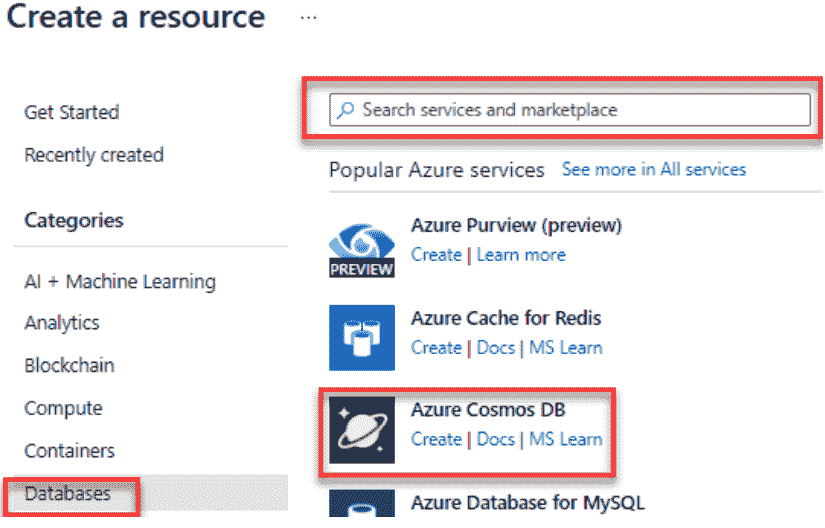 Create a resource ...
Get Started
Recently created
Categories
AI + Machine Learning
Analytics
Blockchain
Compute
Containers
Databases
Search services and marketplace
Popular Azure services See more in All services
PREVIEW
Azure Purview (preview)
Create | Learn more
Azure Cache for Redis
Create | Docs | MS Learn
Azure Cosmos DB
Create | Docs | MS Learn
Azure Database for MySQL